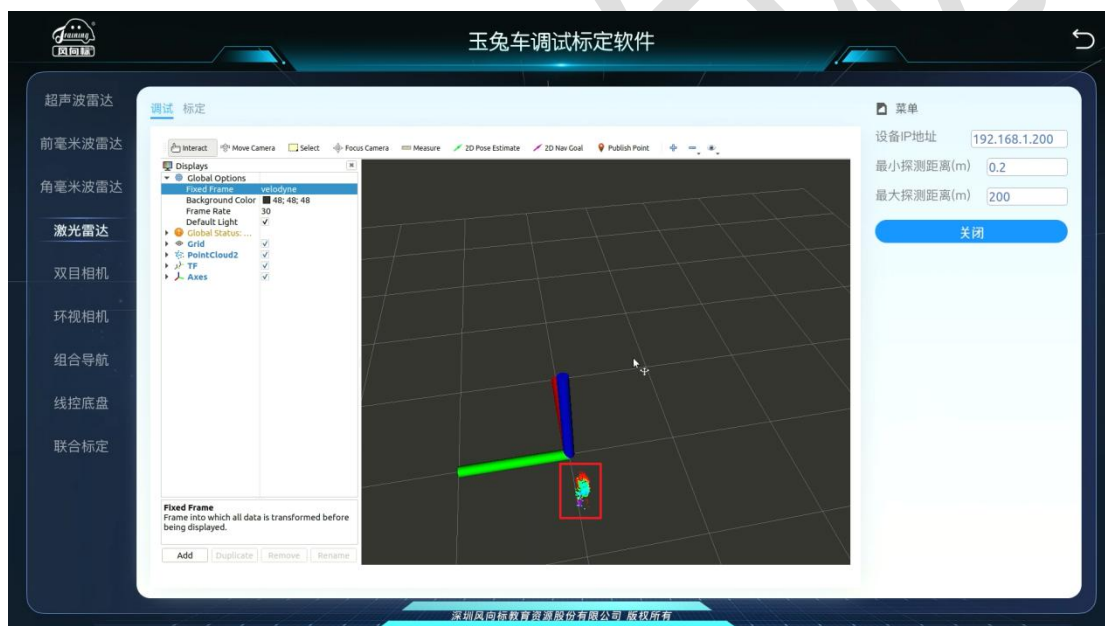 风向标
玉兔车调试标定软件
超声波雷达
前毫米波雷达
角毫米波雷达
激光雷达
双目相机
环视相机
组合导航
线控底盘
联合标定
调试 标定
Interact Move Camera Select Focus Camera Measure 2D Pose Estimate 2D Nav Goal Publish Point
Displays
Global Options
Fixed Frame velodyne
Background Color 48; 48; 48
Frame Rate 30
Default Light
Global Status: ...
Grid
PointCloud2
TF
Axes
Fixed Frame
Frame into which all data is transformed before
being displayed.
Add Duplicate Remove Rename
菜单
设备IP地址 192.168.1.200
最小探测距离(m) 0.2
最大探测距离(m) 200
关闭
深圳风向标教育资源股份有限公司 版权所有